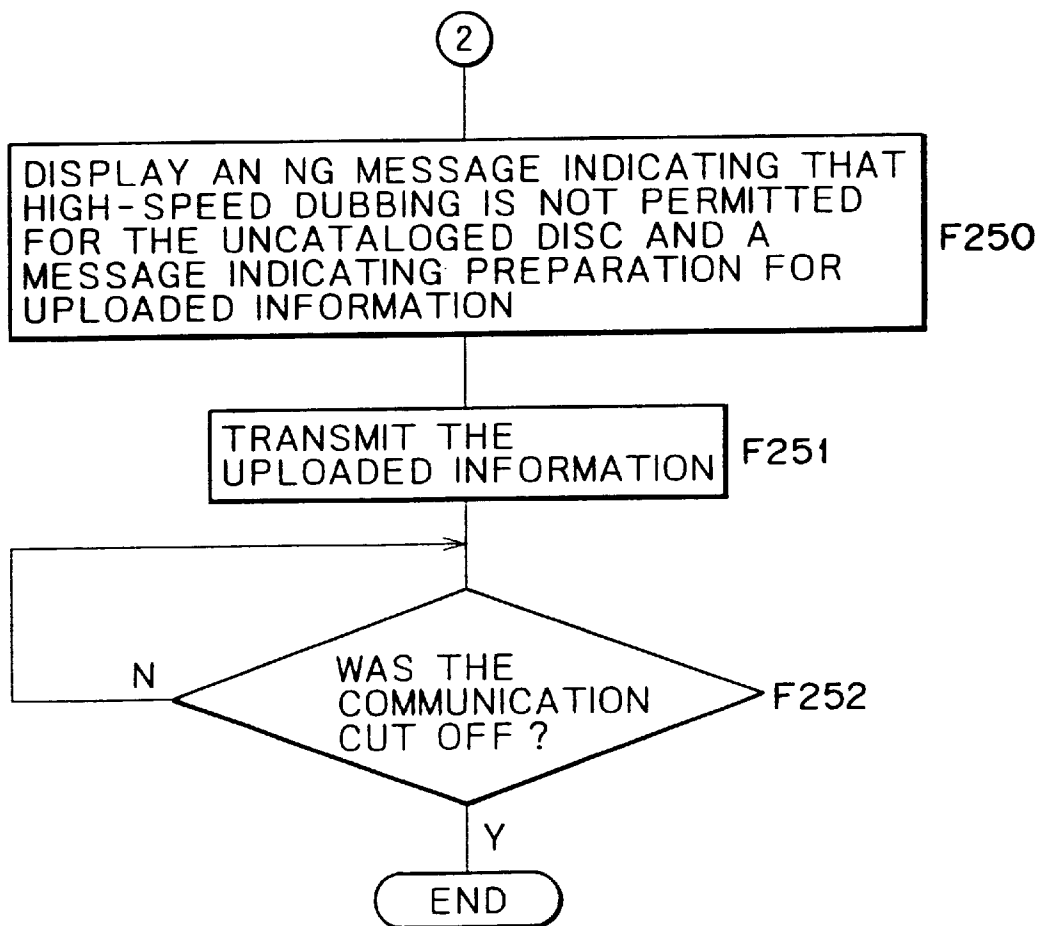 2
DISPLAY AN NG MESSAGE INDICATING THAT
HIGH-SPEED DUBBING IS NOT PERMITTED
FOR THE UNCATALOGED DISC AND A
MESSAGE INDICATING PREPARATION FOR
UPLOADED INFORMATION
F250
TRANSMIT THE
UPLOADED INFORMATION
F251
N
WAS THE
COMMUNICATION
CUT OFF?
F252
Y
END